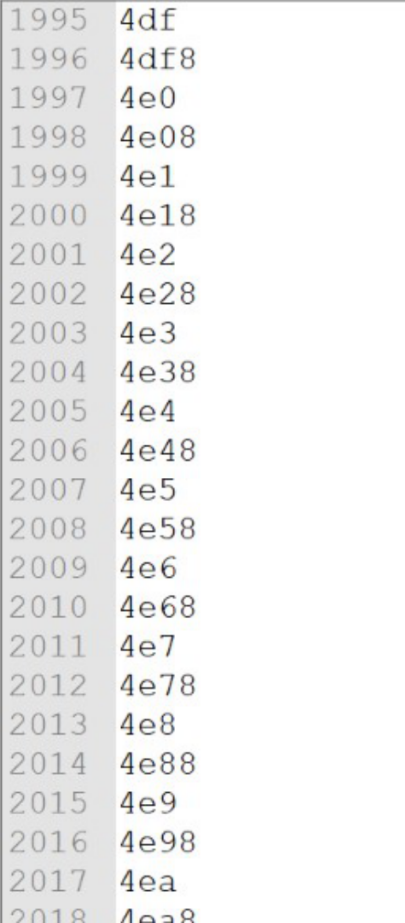 1995 4df
1996 4df8
1997 4e0
1998 4e08
1999 4e1
2000 4e18
2001 4e2
2002 4e28
2003 4e3
2004 4e38
2005 4e4
2006 4e48
2007 4e5
2008 4e58
2009 4e6
2010 4e68
2011 4e7
2012 4e78
2013 4e8
2014 4e88
2015 4e9
2016 4e98
2017 4ea
2018 4ea8